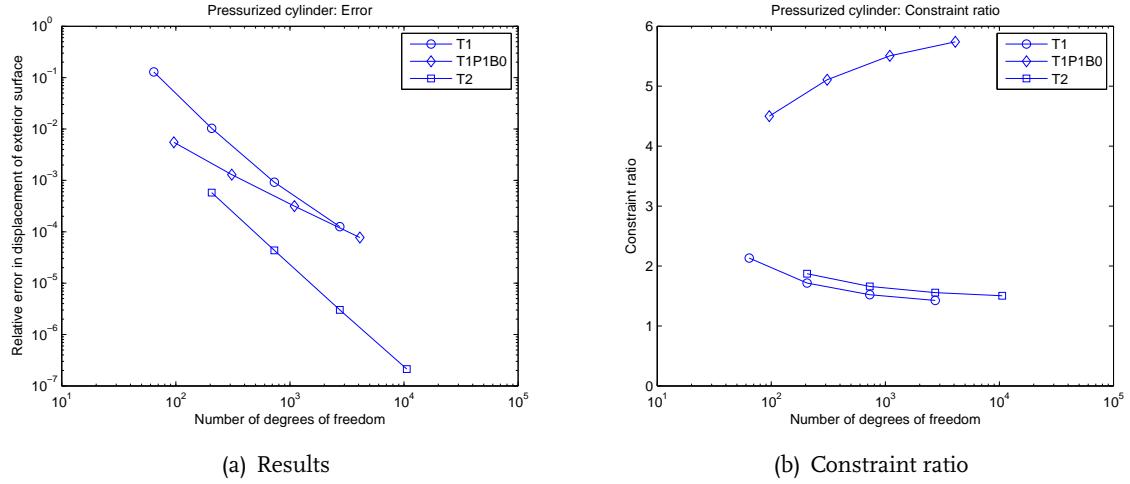 Pressurized cylinder: Error
T1
T1P1B0
T2
10^0
10^-1
10^-2
10^-3
10^-4
10^-5
10^-6
10^-7
Relative error in displacement of exterior surface
10^1
10^2
10^3
10^4
10^5
Number of degrees of freedom
(a) Results
Pressurized cylinder: Constraint ratio
T1
T1P1B0
T2
6
5
4
3
2
1
0
Constraint ratio
10^1
10^2
10^3
10^4
10^5
Number of degrees of freedom
(b) Constraint ratio